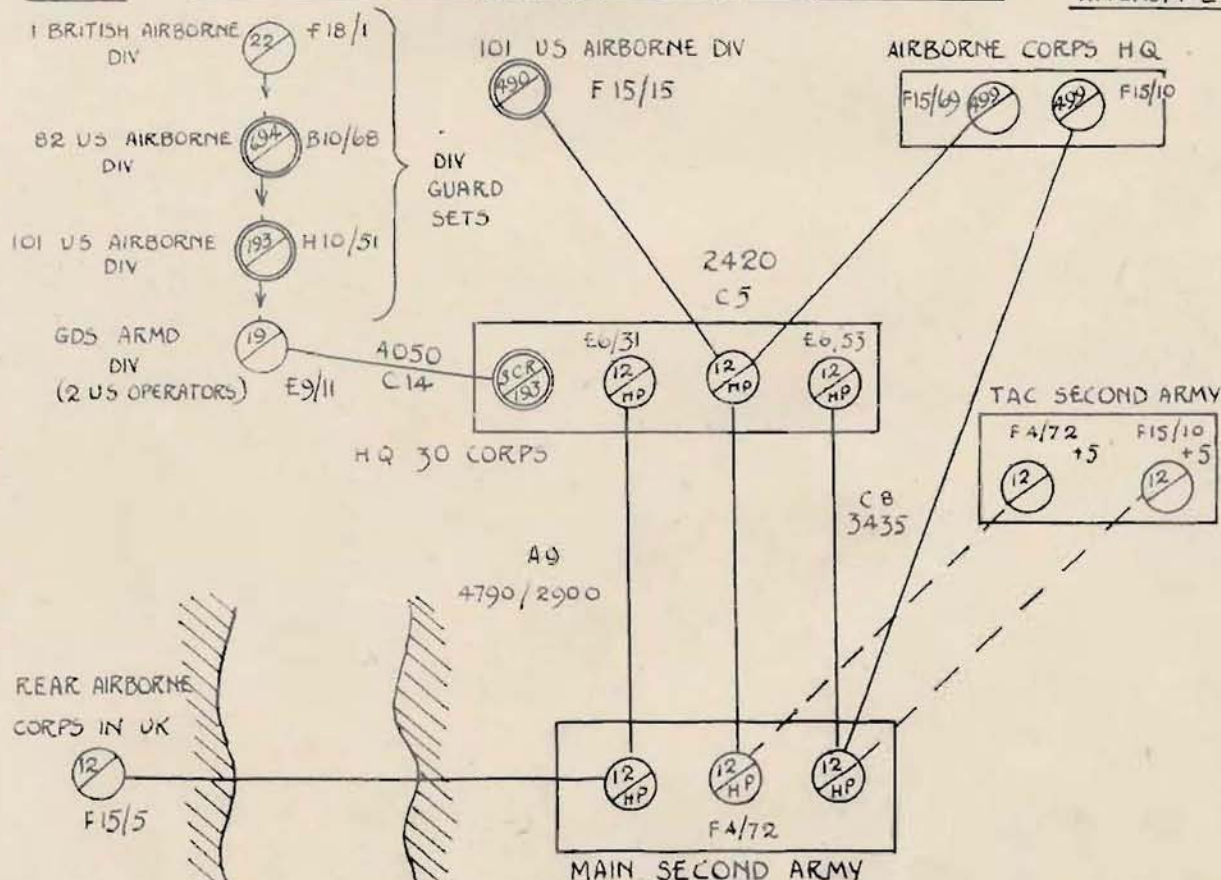 1 BRITISH AIRBORNE
DIV
22
F18/1
82 US AIRBORNE
DIV
694
B10/68
101 US AIRBORNE
DIV
193
H10/51
DIV
GUARD
SETS
GDS ARMD
DIV
(2 US OPERATORS)
19
E9/11
4050
C14
101 US AIRBORNE DIV
490
F 15/15
AIRBORNE CORPS HQ
F15/69
499
499
F15/10
2420
C5
SCR
193
E6/31
12
HP
12
HP
E6,53
12
HP
HQ 30 CORPS
TAC SECOND ARMY
F4/72
+5
12
F15/10
+5
12
A9
4790/2900
C8
3435
REAR AIRBORNE
CORPS IN UK
12
F15/5
12
HP
12
HP
12
HP
F4/72
MAIN SECOND ARMY